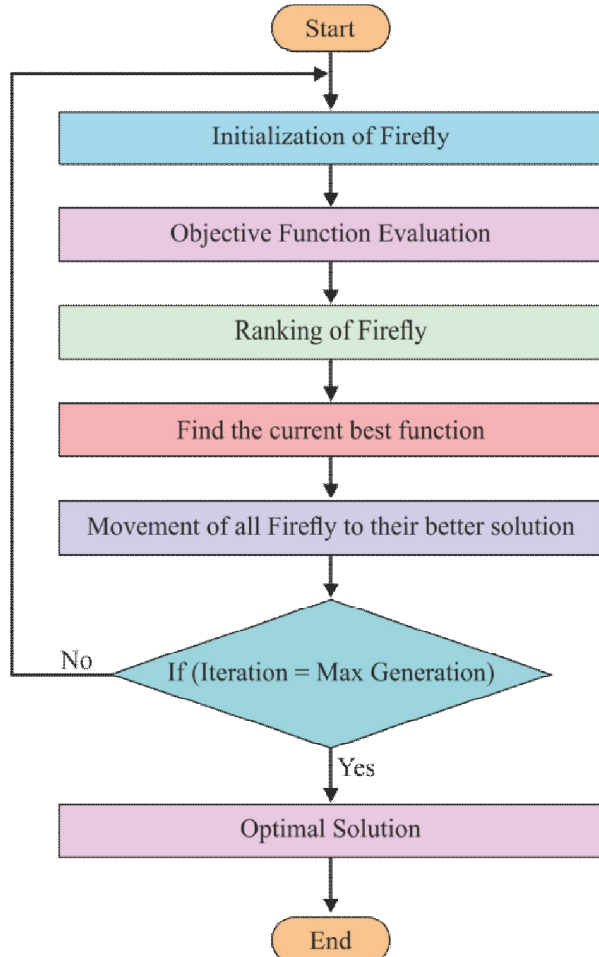 Start
Initialization of Firefly
Objective Function Evaluation
Ranking of Firefly
Find the current best function
Movement of all Firefly to their better solution
If (Iteration = Max Generation)
No
Yes
Optimal Solution
End